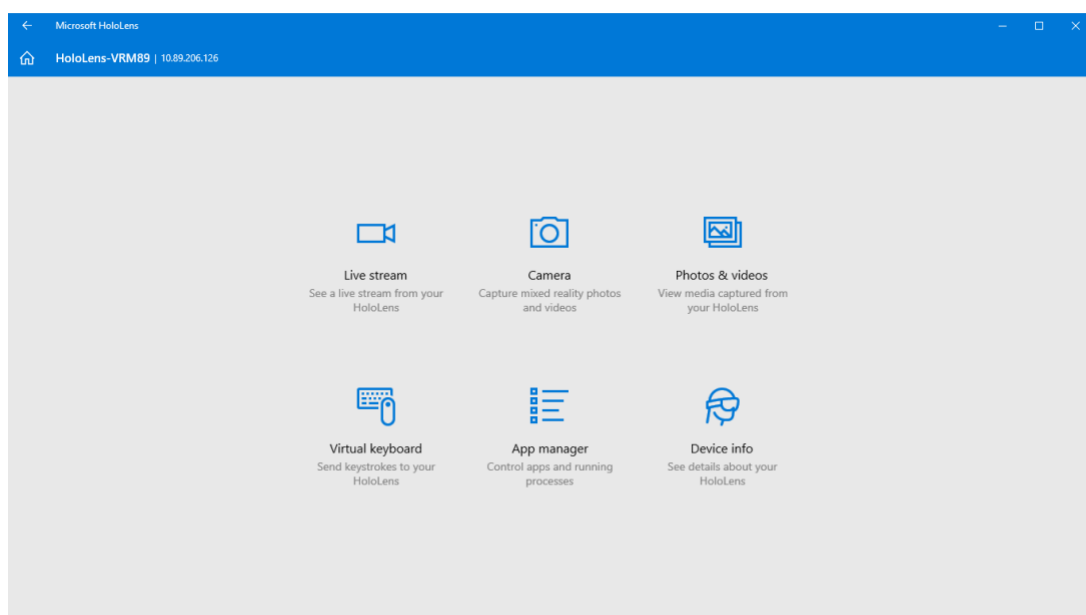 Microsoft HoloLens
HoloLens-VRM89 | 10.89.206.126
Live stream
See a live stream from your
HoloLens
Camera
Capture mixed reality photos
and videos
Photos & videos
View media captured from
your HoloLens
Virtual keyboard
Send keystrokes to your
HoloLens
App manager
Control apps and running
processes
Device info
See details about your
HoloLens